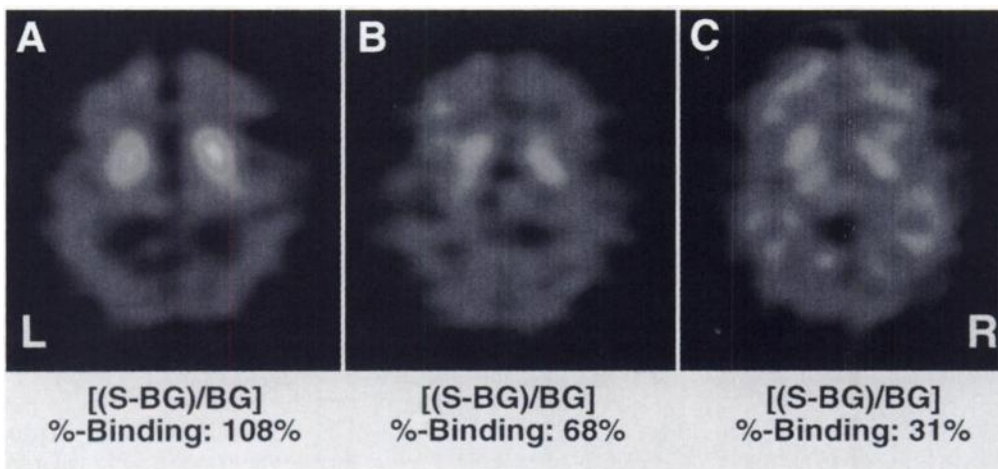 A
B
C
L
R
[(S-BG)/BG]
%-Binding: 108%
[(S-BG)/BG]
%-Binding: 68%
[(S-BG)/BG]
%-Binding: 31%